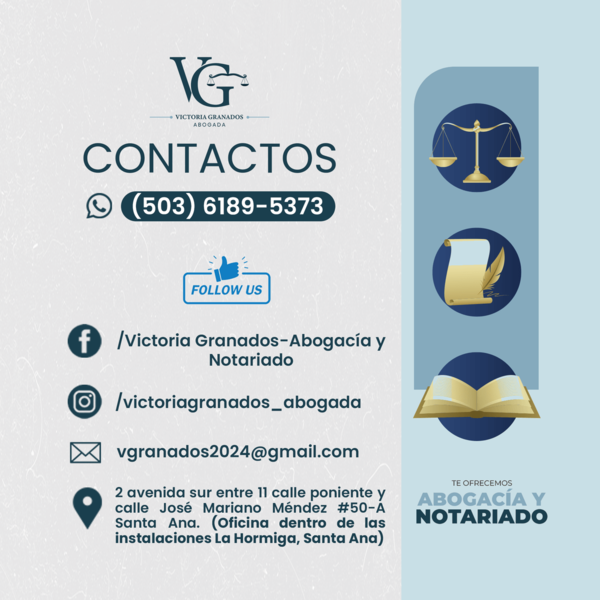 VG
VICTORIA GRANADOS
ABOGADA
CONTACTOS
(503) 6189-5373
FOLLOW US
/Victoria Granados-Abogacía y
Notariado
/victoriagranados_abogada
vgranados2024@gmail.com
2 avenida sur entre 11 calle poniente y
calle José Mariano Méndez #50-A
Santa Ana. (Oficina dentro de las
instalaciones La Hormiga, Santa Ana)
TE OFRECEMOS
ABOGACÍA Y
NOTARIADO